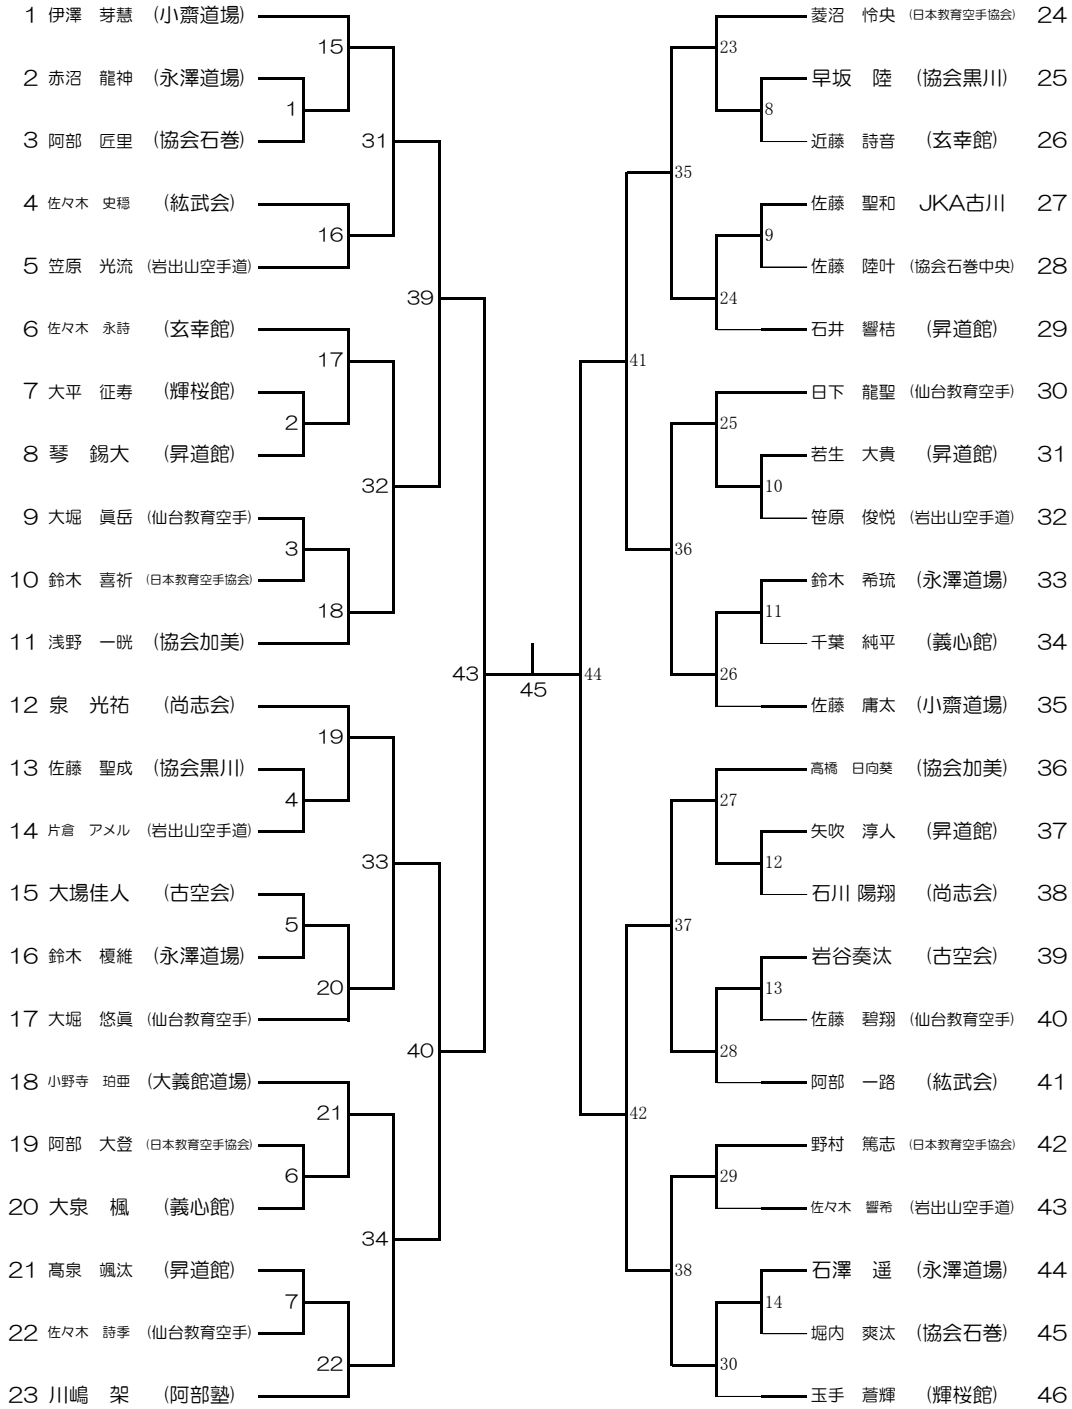 1 伊澤 芽慧 (小齋道場)
2 赤沼 龍神 (永澤道場)
3 阿部 匠里 (協会石巻)
4 佐々木 史穏 (紘武会)
5 笠原 光流 (岩出山空手道)
6 佐々木 永詩 (玄幸館)
7 大平 征寿 (輝桜館)
8 琴 錫大 (昇道館)
9 大堀 眞岳 (仙台教育空手)
10 鈴木 喜祈 (日本教育空手協会)
11 浅野 一晄 (協会加美)
12 泉 光祐 (尚志会)
13 佐藤 聖成 (協会黒川)
14 片倉 アメル (岩出山空手道)
15 大場佳人 (古空会)
16 鈴木 榎維 (永澤道場)
17 大堀 悠眞 (仙台教育空手)
18 小野寺 珀亜 (大義館道場)
19 阿部 大登 (日本教育空手協会)
20 大泉 楓 (義心館)
21 髙泉 颯汰 (昇道館)
22 佐々木 詩季 (仙台教育空手)
23 川嶋 架 (阿部塾)
15
1
31
16
39
17
2
32
3
18
43
19
4
33
5
20
40
21
6
34
7
22
45
44
23
8
35
9
24
41
25
10
36
11
26
27
12
37
13
28
42
29
38
14
30
菱沼 怜央 (日本教育空手協会) 24
早坂 陸 (協会黒川) 25
近藤 詩音 (玄幸館) 26
佐藤 聖和 JKA古川 27
佐藤 陸叶 (協会石巻中央) 28
石井 響桔 (昇道館) 29
日下 龍聖 (仙台教育空手) 30
若生 大貴 (昇道館) 31
笹原 俊悦 (岩出山空手道) 32
鈴木 希琉 (永澤道場) 33
千葉 純平 (義心館) 34
佐藤 庸太 (小齋道場) 35
高橋 日向葵 (協会加美) 36
矢吹 淳人 (昇道館) 37
石川 陽翔 (尚志会) 38
岩谷奏汰 (古空会) 39
佐藤 碧翔 (仙台教育空手) 40
阿部 一路 (紘武会) 41
野村 篤志 (日本教育空手協会) 42
佐々木 響希 (岩出山空手道) 43
石澤 遥 (永澤道場) 44
堀内 爽汰 (協会石巻) 45
玉手 蒼輝 (輝桜館) 46